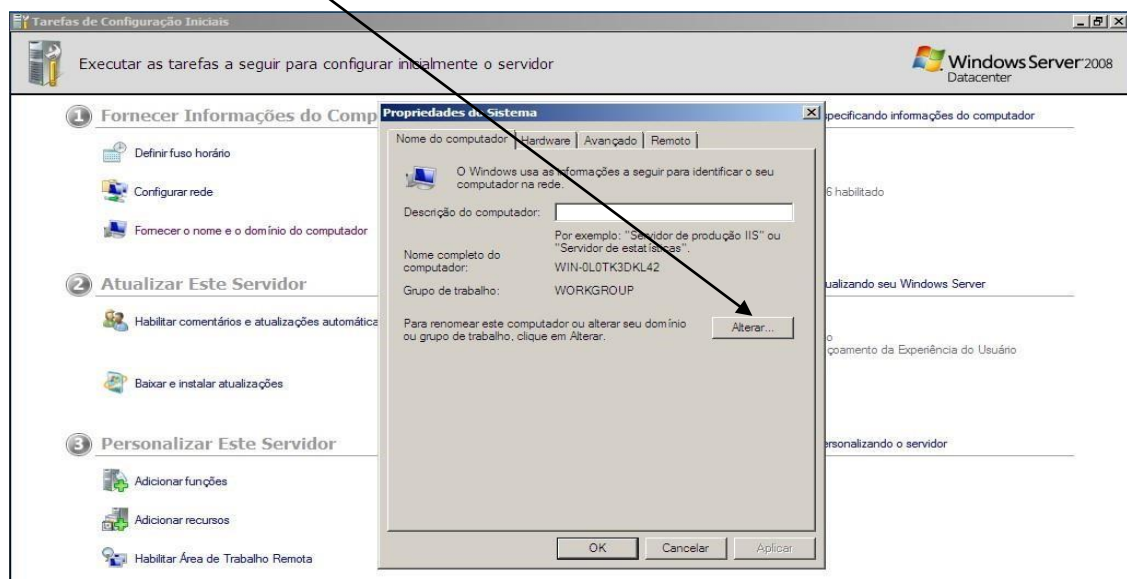 Tarefas de Configuração Iniciais
Executar as tarefas a seguir para configurar inicialmente o servidor
Windows Server 2008
Datacenter
1 Fornecer Informações do Comp
Definir fuso horário
Configurar rede
Fornecer o nome e o domínio do computador
2 Atualizar Este Servidor
Habilitar comentários e atualizações automática
Baixar e instalar atualizações
3 Personalizar Este Servidor
Adicionar funções
Adicionar recursos
Habilitar Área de Trabalho Remota
Propriedades do Sistema
Nome do computador Hardware Avançado Remoto
O Windows usa as informações a seguir para identificar o seu
computador na rede.
Descrição do computador:
Por exemplo: "Servidor de produção IIS" ou
"Servidor de estatísticas".
Nome completo do
computador:
WIN-0L0TK3DKL42
Grupo de trabalho: WORKGROUP
Para renomear este computador ou alterar seu domínio
ou grupo de trabalho, clique em Alterar.
Alterar...
OK Cancelar Aplicar
specificando informações do computador
6 habilitado
ualizando seu Windows Server
o
çoamento da Experiência do Usuário
ersonalizando o servidor